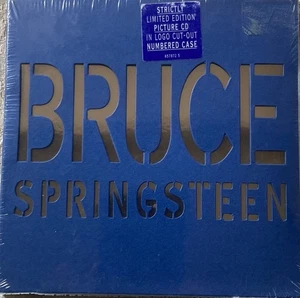 STRICTLY
LIMITED EDITION
PICTURE CD
IN LOGO CUT-OUT
NUMBERED CASE
BRUCE
SPRINGSTEEN